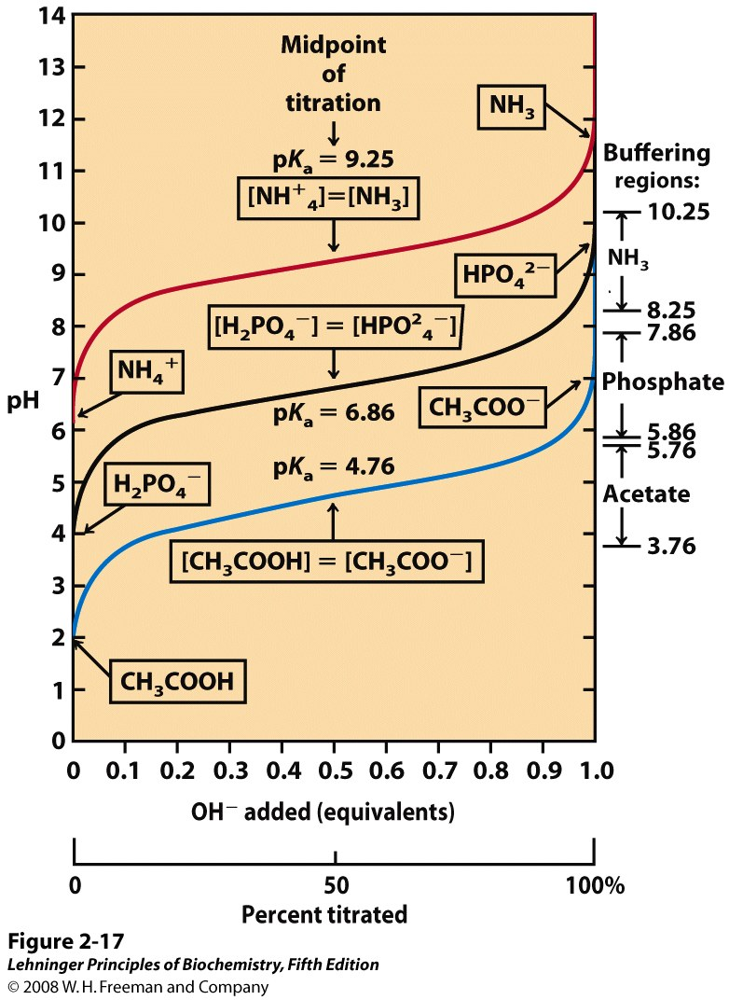 14
13
12
11
10
9
8
7
6
5
4
3
2
1
0
pH
Midpoint
of
titration
pKa = 9.25
[NH⁺₄]=[NH₃]
NH₃
HPO₄²⁻
[H₂PO₄⁻] = [HPO²₄⁻]
NH₄⁺
pKa = 6.86
CH₃COO⁻
pKa = 4.76
H₂PO₄⁻
[CH₃COOH] = [CH₃COO⁻]
CH₃COOH
Buffering
regions:
10.25
NH₃
8.25
7.86
Phosphate
5.86
5.76
Acetate
3.76
0 0.1 0.2 0.3 0.4 0.5 0.6 0.7 0.8 0.9 1.0
OH⁻ added (equivalents)
0 50 100%
Percent titrated
Figure 2-17
Lehninger Principles of Biochemistry, Fifth Edition
© 2008 W. H. Freeman and Company